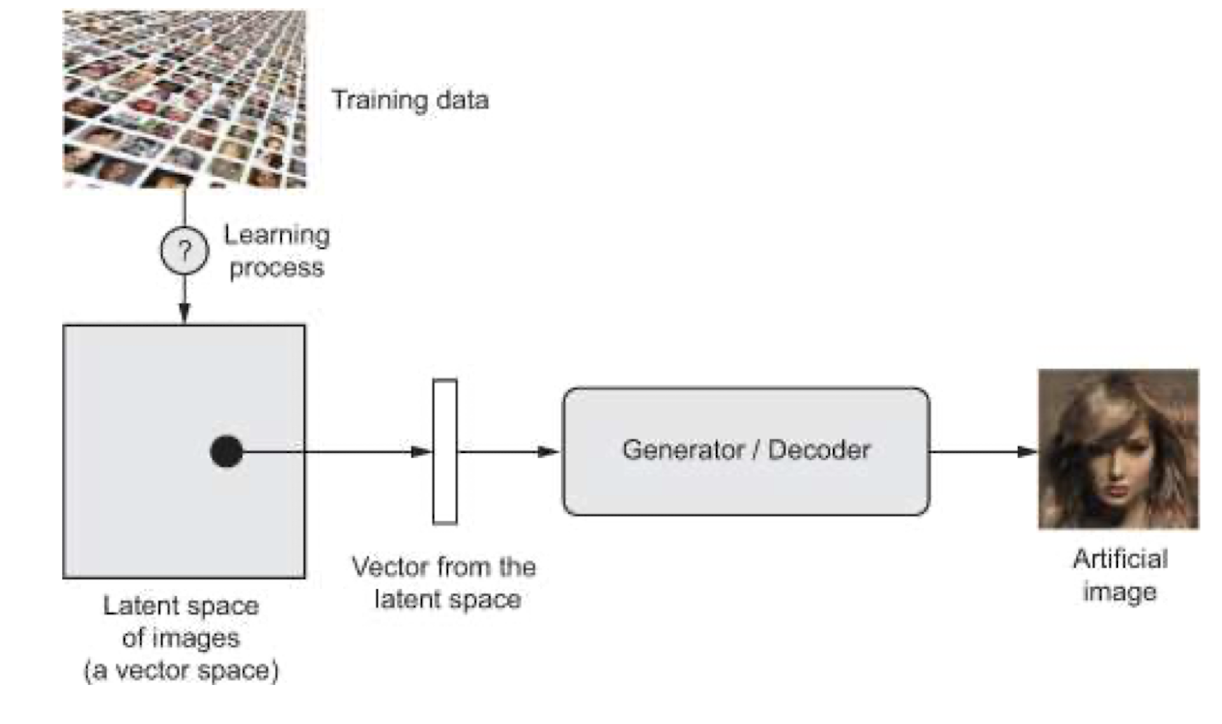 Training data
?
Learning
process
Generator / Decoder
Vector from the
latent space
Artificial
image
Latent space
of images
(a vector space)